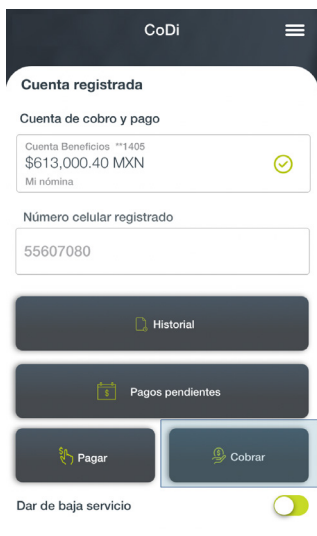 CoDi
Cuenta registrada
Cuenta de cobro y pago
Cuenta Beneficios **1405
$613,000.40 MXN
Mi nómina
Número celular registrado
55607080
Historial
Pagos pendientes
Pagar
Cobrar
Dar de baja servicio